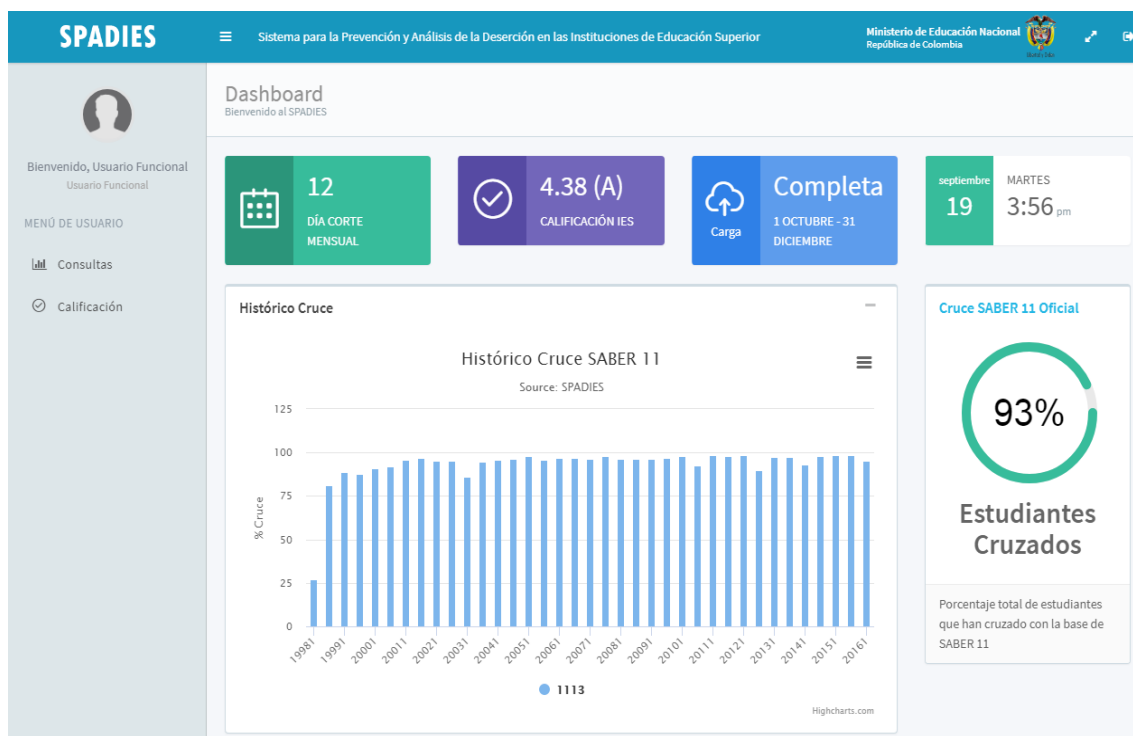 SPADIES
Sistema para la Prevención y Análisis de la Deserción en las Instituciones de Educación Superior
Ministerio de Educación Nacional
República de Colombia
Bienvenido, Usuario Funcional
Usuario Funcional
MENÚ DE USUARIO
Consultas
Calificación
Dashboard
Bienvenido al SPADIES
12
DÍA CORTE
MENSUAL
4.38 (A)
CALIFICACIÓN IES
Carga
Completa
1 OCTUBRE - 31
DICIEMBRE
septiembre
19
MARTES
3:56 pm
Histórico Cruce
Histórico Cruce SABER 11
Source: SPADIES
% Cruce
125
100
75
50
25
0
19981
19991
20001
20011
20021
20031
20041
20051
20061
20071
20081
20091
20101
20111
20121
20131
20141
20151
20161
1113
Highcharts.com
Cruce SABER 11 Oficial
93%
Estudiantes
Cruzados
Porcentaje total de estudiantes
que han cruzado con la base de
SABER 11